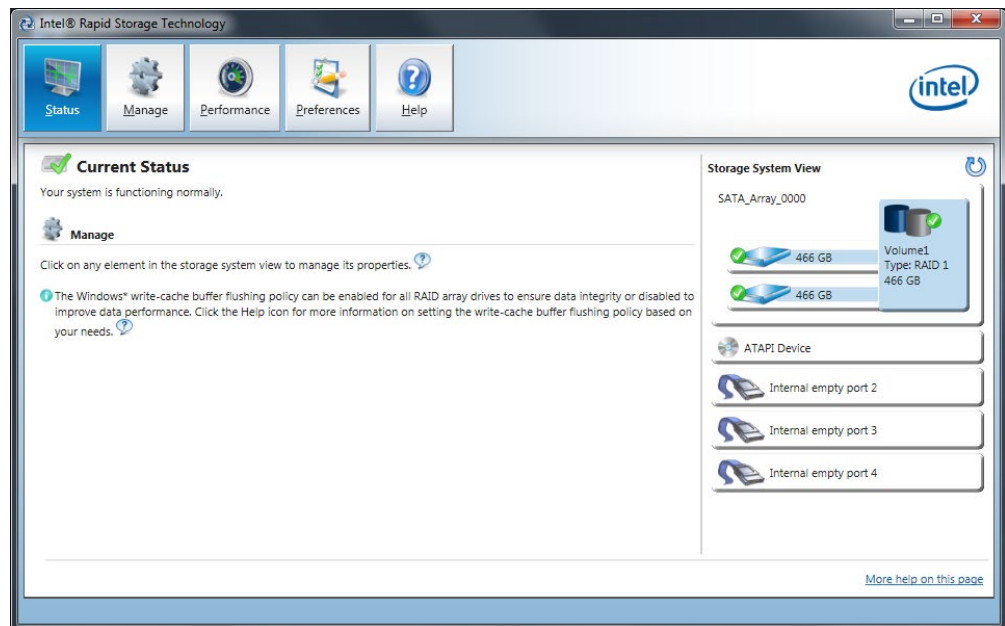 Intel® Rapid Storage Technology
Status
Manage
Performance
Preferences
Help
intel
Current Status
Your system is functioning normally.
Manage
Click on any element in the storage system view to manage its properties.
The Windows* write-cache buffer flushing policy can be enabled for all RAID array drives to ensure data integrity or disabled to
improve data performance. Click the Help icon for more information on setting the write-cache buffer flushing policy based on
your needs.
Storage System View
SATA_Array_0000
466 GB
466 GB
Volume1
Type: RAID 1
466 GB
ATAPI Device
Internal empty port 2
Internal empty port 3
Internal empty port 4
More help on this page